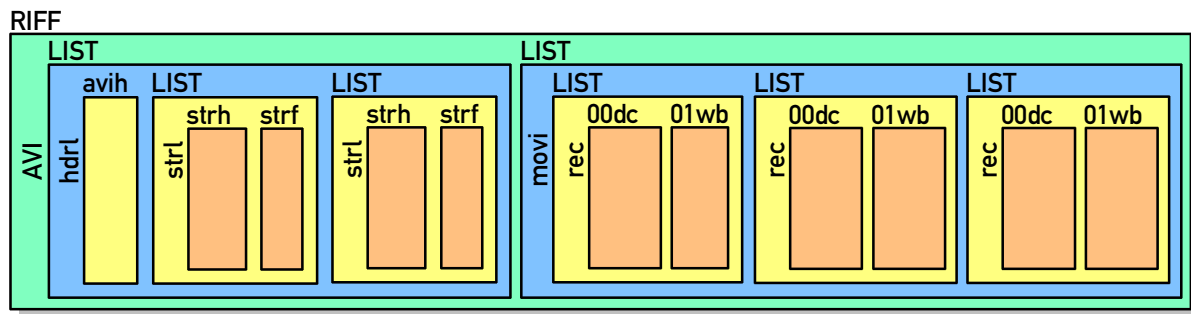 RIFF
LIST LIST
avih LIST LIST LIST LIST LIST
strh strf strh strf 00dc 01wb 00dc 01wb 00dc 01wb
AVI hdrl strl strl movi rec rec rec